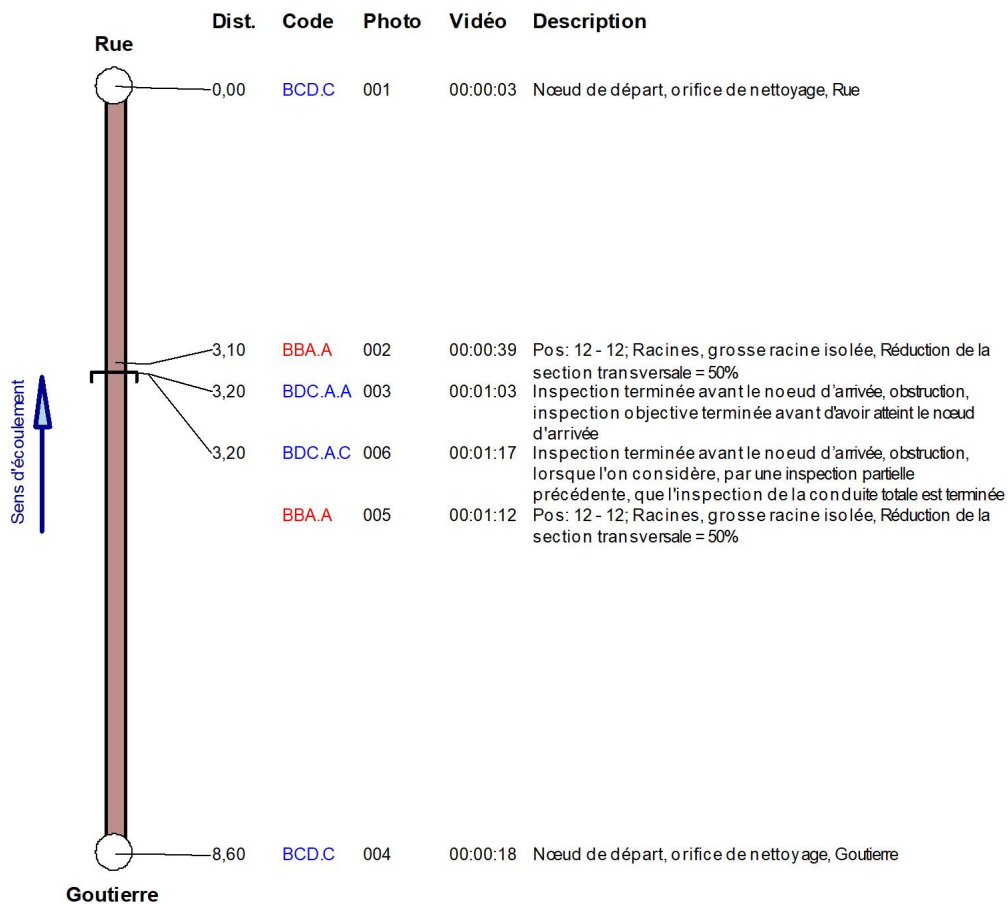 Dist. Code Photo Vidéo Description
Rue
0,00 BCD.C 001 00:00:03 Nœud de départ, orifice de nettoyage, Rue
3,10 BBA.A 002 00:00:39 Pos: 12 - 12; Racines, grosse racine isolée, Réduction de la
section transversale = 50%
3,20 BDC.A.A 003 00:01:03 Inspection terminée avant le noeud d’arrivée, obstruction,
inspection objective terminée avant d'avoir atteint le nœud
d'arrivée
3,20 BDC.A.C 006 00:01:17 Inspection terminée avant le noeud d’arrivée, obstruction,
lorsque l'on considère, par une inspection partielle
précédente, que l'inspection de la conduite totale est terminée
BBA.A 005 00:01:12 Pos: 12 - 12; Racines, grosse racine isolée, Réduction de la
section transversale = 50%
Sens d'écoulement
8,60 BCD.C 004 00:00:18 Nœud de départ, orifice de nettoyage, Goutierre
Goutierre